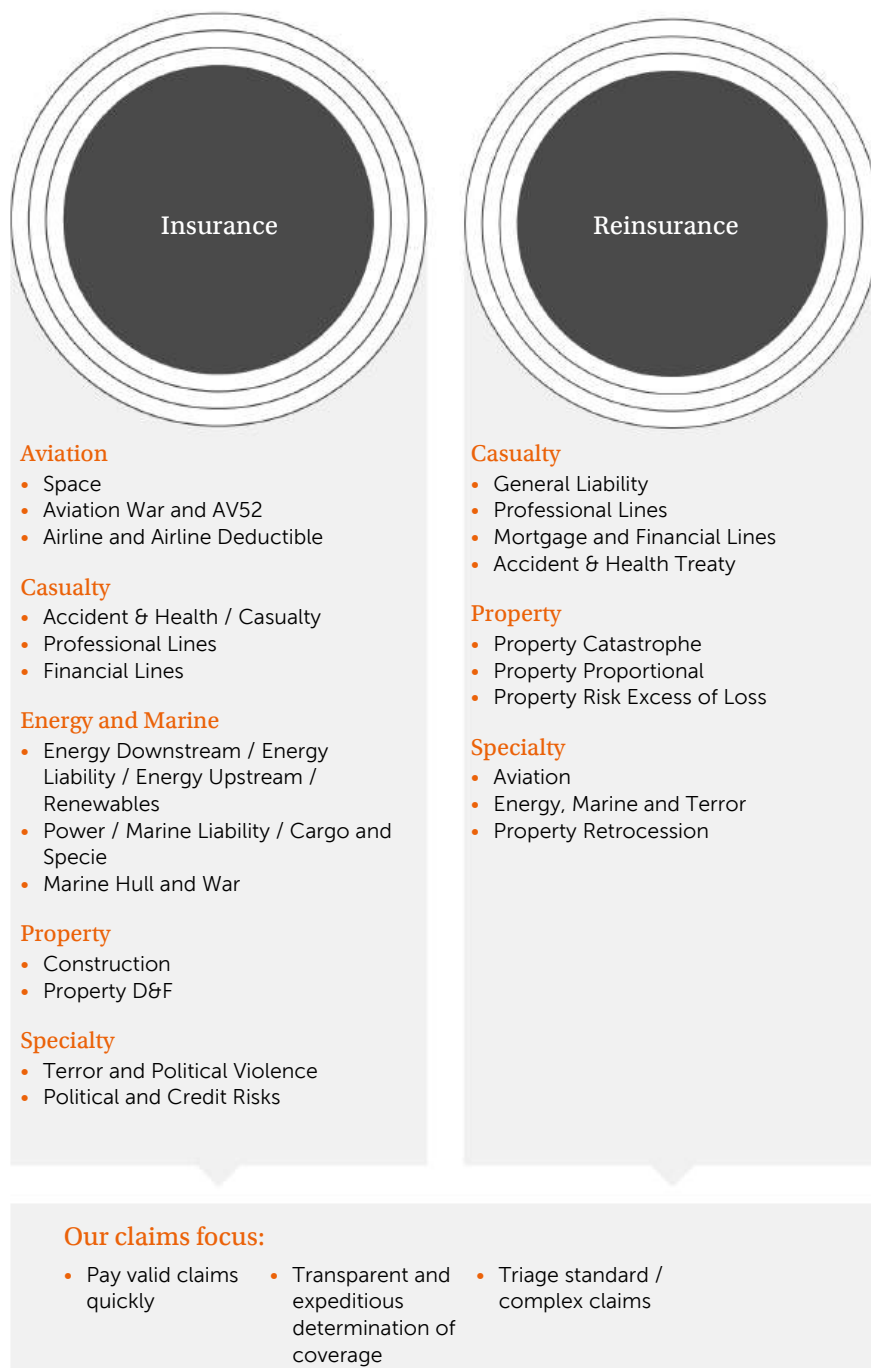 Insurance
Aviation
• Space
• Aviation War and AV52
• Airline and Airline Deductible
Casualty
• Accident & Health / Casualty
• Professional Lines
• Financial Lines
Energy and Marine
• Energy Downstream / Energy
Liability / Energy Upstream /
Renewables
• Power / Marine Liability / Cargo and
Specie
• Marine Hull and War
Property
• Construction
• Property D&F
Specialty
• Terror and Political Violence
• Political and Credit Risks
Reinsurance
Casualty
• General Liability
• Professional Lines
• Mortgage and Financial Lines
• Accident & Health Treaty
Property
• Property Catastrophe
• Property Proportional
• Property Risk Excess of Loss
Specialty
• Aviation
• Energy, Marine and Terror
• Property Retrocession
Our claims focus:
• Pay valid claims
quickly
• Transparent and
expeditious
determination of
coverage
• Triage standard /
complex claims